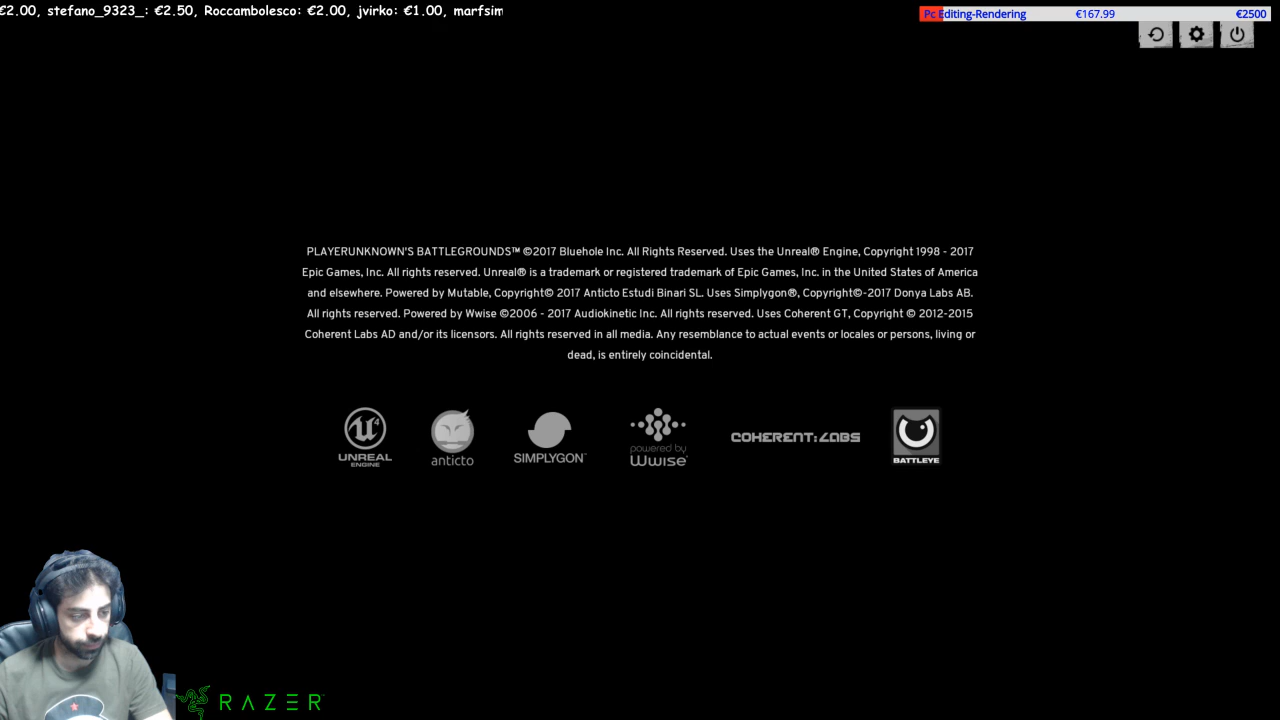 €2.00, stefano_9323_: €2.50, Roccambolesco: €2.00, jvirko: €1.00, marfsim
Pc Editing-Rendering €167.99 €2500
PLAYERUNKNOWN'S BATTLEGROUNDS™ ©2017 Bluehole Inc. All Rights Reserved. Uses the Unreal® Engine, Copyright 1998 - 2017
Epic Games, Inc. All rights reserved. Unreal® is a trademark or registered trademark of Epic Games, Inc. in the United States of America
and elsewhere. Powered by Mutable, Copyright© 2017 Anticto Estudi Binari SL. Uses Simplygon®, Copyright©-2017 Donya Labs AB.
All rights reserved. Powered by Wwise ©2006 - 2017 Audiokinetic Inc. All rights reserved. Uses Coherent GT, Copyright © 2012-2015
Coherent Labs AD and/or its licensors. All rights reserved in all media. Any resemblance to actual events or locales or persons, living or
dead, is entirely coincidental.
4
UNREAL
ENGINE
anticto
SIMPLYGON™
powered by
Wwise®
COHERENT:LABS
BATTLEYE
RAZER™